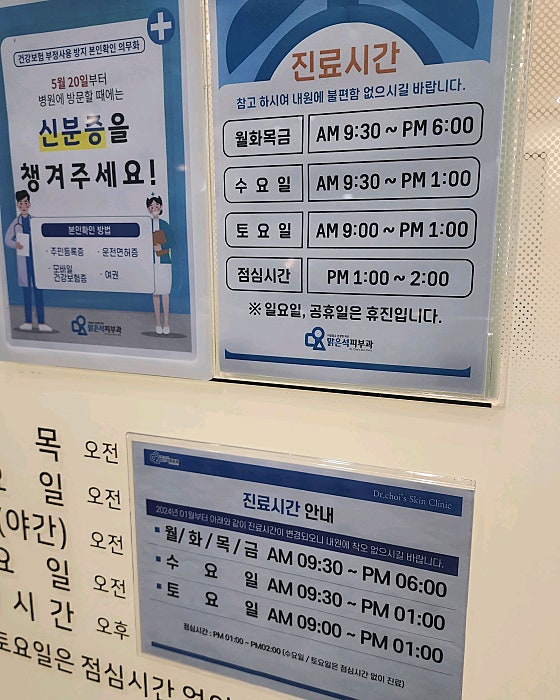 건강보험 부정사용 방지 본인확인 의무화
5월 20일부터
병원에 방문할 때에는
신분증을
챙겨주세요!
본인확인 방법
· 주민등록증 · 운전면허증
· 모바일 건강보험증 · 여권
맑은석피부과
진료시간
참고 하시여 내원에 불편함 없으시길 바랍니다.
월화목금 AM 9:30 ~ PM 6:00
수 요 일 AM 9:30 ~ PM 1:00
토 요 일 AM 9:00 ~ PM 1:00
점심시간 PM 1:00 ~ 2:00
※ 일요일, 공휴일은 휴진입니다.
맑은석피부과
목 오전
요 일 오전
(야간) 오전
요 일 오전
시 간 오후
토요일은 점심시간
Dr.choi's Skin Clinic
진료시간 안내
2024년 01월부터 아래와 같이 진료시간이 변경되오니 내원에 착오 없으시길 바랍니다.
월/ 화 / 목 / 금 AM 09:30 ~ PM 06:00
수 요 일 AM 09:30 ~ PM 01:00
토 요 일 AM 09:00 ~ PM 01:00
점심시간 : PM 01:00 ~ PM02:00 (수요일 / 토요일은 점심시간 없이 진료)